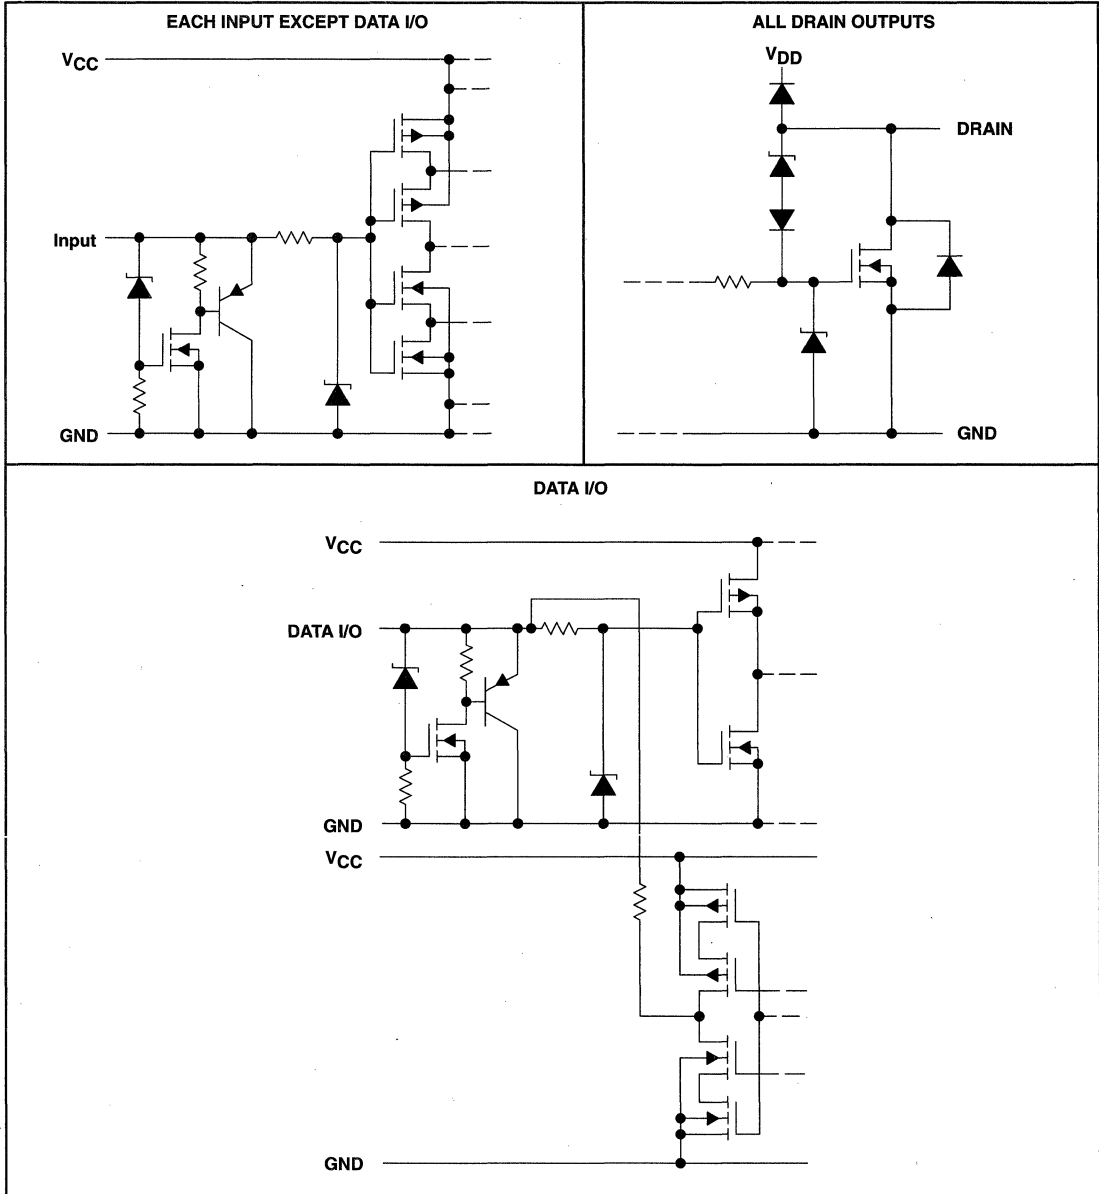 EACH INPUT EXCEPT DATA I/O
VCC
Input
GND
ALL DRAIN OUTPUTS
VDD
DRAIN
GND
DATA I/O
VCC
DATA I/O
GND
VCC
GND